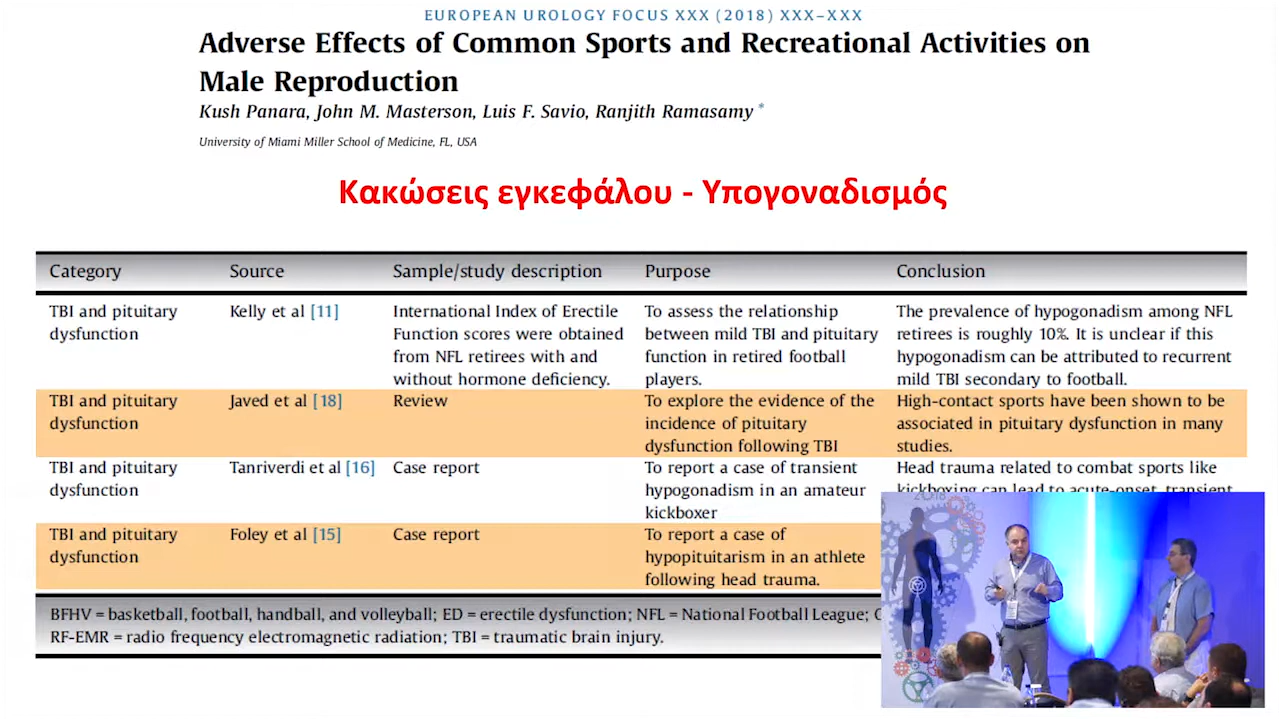 EUROPEAN UROLOGY FOCUS XXX (2018) XXX–XXX
Adverse Effects of Common Sports and Recreational Activities on
Male Reproduction
Kush Panara, John M. Masterson, Luis F. Savio, Ranjith Ramasamy *
University of Miami Miller School of Medicine, FL, USA
Κακώσεις εγκεφάλου - Υπογοναδισμός
Category Source Sample/study description Purpose Conclusion
TBI and pituitary Kelly et al [11] International Index of Erectile To assess the relationship The prevalence of hypogonadism among NFL
dysfunction Function scores were obtained between mild TBI and pituitary retirees is roughly 10%. It is unclear if this
from NFL retirees with and function in retired football hypogonadism can be attributed to recurrent
without hormone deficiency. players. mild TBI secondary to football.
TBI and pituitary Javed et al [18] Review To explore the evidence of the High-contact sports have been shown to be
dysfunction incidence of pituitary associated in pituitary dysfunction in many
dysfunction following TBI studies.
TBI and pituitary Tanriverdi et al [16] Case report To report a case of transient Head trauma related to combat sports like
dysfunction hypogonadism in an amateur kickboxing can lead to acute-onset, transient
kickboxer
TBI and pituitary Foley et al [15] Case report To report a case of
dysfunction hypopituitarism in an athlete
following head trauma.
BFHV = basketball, football, handball, and volleyball; ED = erectile dysfunction; NFL = National Football League;
RF-EMR = radio frequency electromagnetic radiation; TBI = traumatic brain injury.
2018